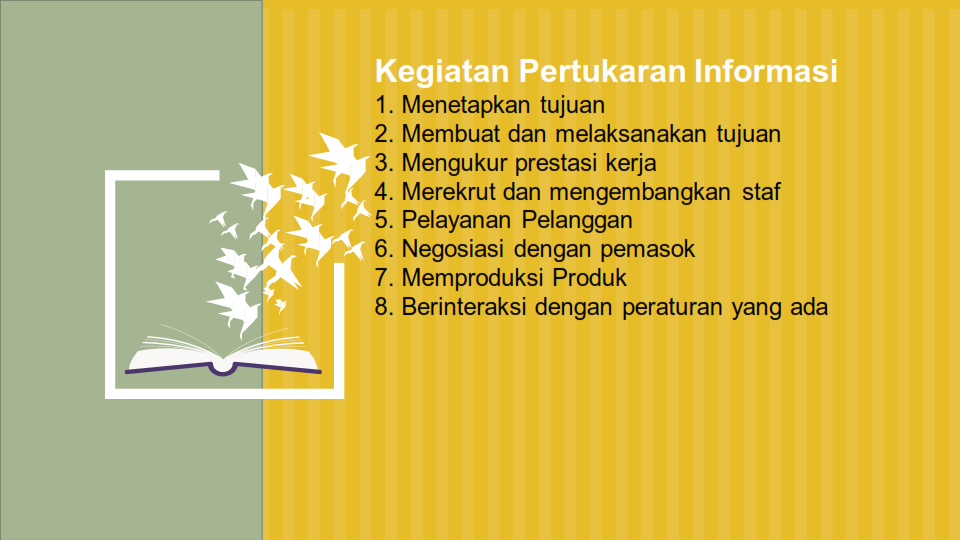 Kegiatan Pertukaran Informasi
1. Menetapkan tujuan
2. Membuat dan melaksanakan tujuan
3. Mengukur prestasi kerja
4. Merekrut dan mengembangkan staf
5. Pelayanan Pelanggan
6. Negosiasi dengan pemasok
7. Memproduksi Produk
8. Berinteraksi dengan peraturan yang ada